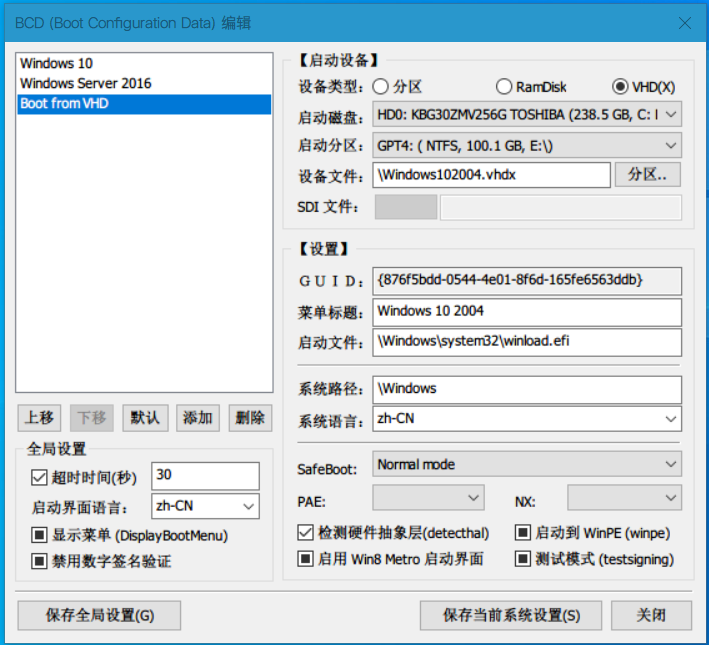 BCD (Boot Configuration Data) 编辑
Windows 10
Windows Server 2016
Boot from VHD
上移 下移 默认 添加 删除
全局设置
超时时间(秒) 30
启动界面语言: zh-CN
显示菜单 (DisplayBootMenu)
禁用数字签名验证
【启动设备】
设备类型: 分区 RamDisk VHD(X)
启动磁盘: HD0: KBG30ZMV256G TOSHIBA (238.5 GB, C:
启动分区: GPT4: ( NTFS, 100.1 GB, E:\)
设备文件: \Windows102004.vhdx 分区..
SDI 文件:
【设置】
ＧＵＩＤ: {876f5bdd-0544-4e01-8f6d-165fe6563ddb}
菜单标题: Windows 10 2004
启动文件: \Windows\system32\winload.efi
系统路径: \Windows
系统语言: zh-CN
SafeBoot: Normal mode
PAE: NX:
检测硬件抽象层(detecthal) 启动到 WinPE (winpe)
启用 Win8 Metro 启动界面 测试模式 (testsigning)
保存全局设置(G) 保存当前系统设置(S) 关闭